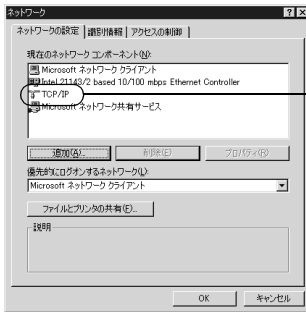 ネットワーク
ネットワークの設定 識別情報 アクセスの制御
現在のネットワーク コンポーネント(N):
Microsoft ネットワーク クライアント
Intel 21143/2 based 10/100 mbps Ethernet Controller
TCP/IP
Microsoft ネットワーク共有サービス
追加(A)... 削除(E) プロパティ(R)
優先的にログオンするネットワーク(L):
Microsoft ネットワーク クライアント
ファイルとプリンタの共有(F)...
説明
OK キャンセル